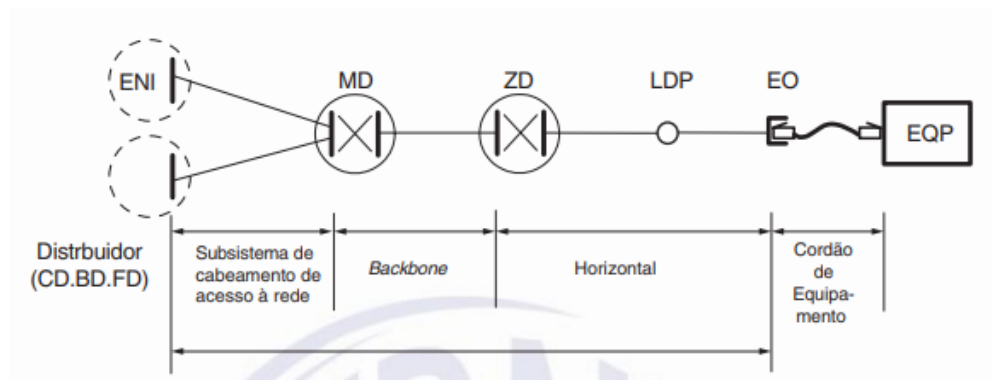 ENI
MD
ZD
LDP
EO
EQP
Distrbuidor
(CD.BD.FD)
Subsistema de
cabeamento de
acesso à rede
Backbone
Horizontal
Cordão
de
Equipa-
mento